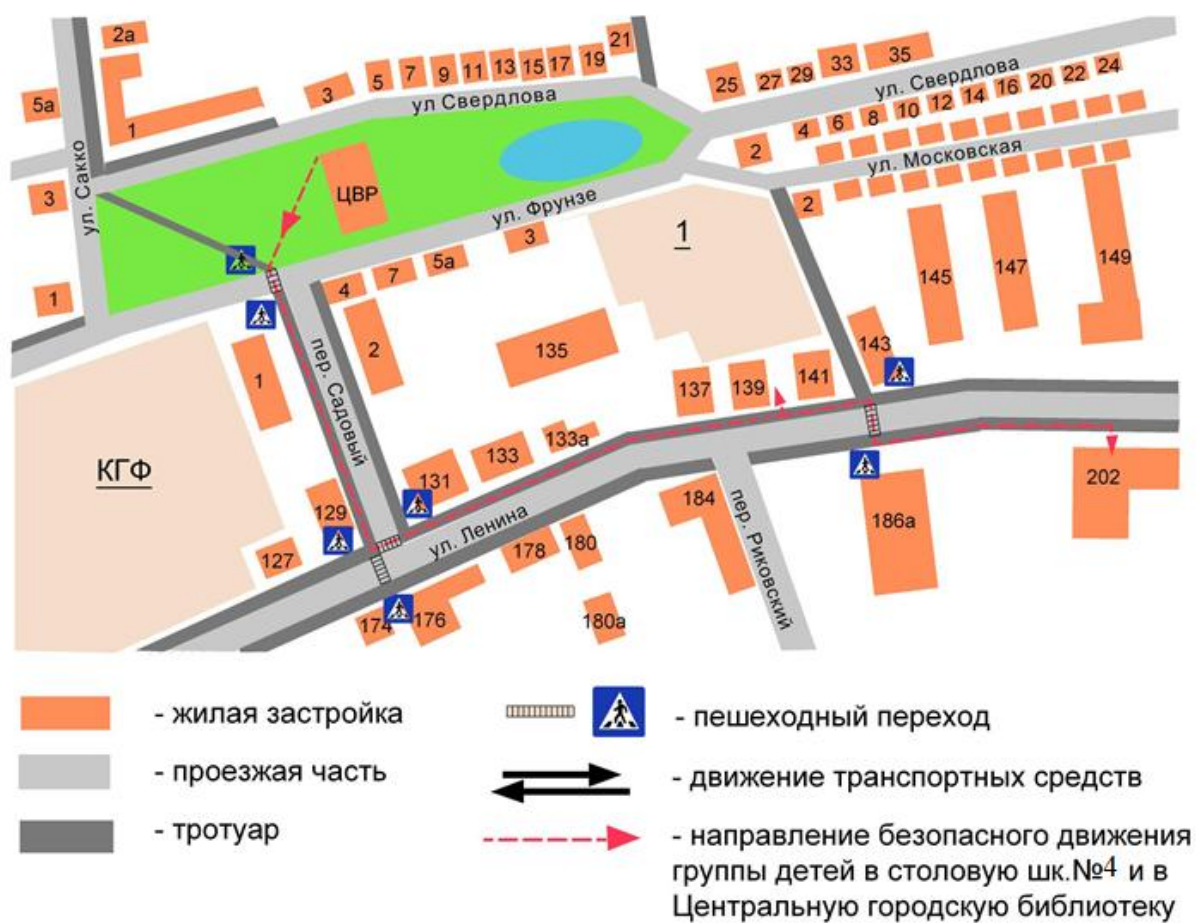 2а
21
5а
1
3
5
7
9
11
13
15
17
19
25
27
29
33
35
ул Свердлова
ул. Свердлова
4
6
8
10
12
14
16
20
22
24
2
ул. Московская
2
ул. Сакко
3
1
ЦВР
ул. Фрунзе
3
5а
7
4
2
1
1
135
145
147
149
143
141
139
137
133а
133
131
129
127
КГФ
пер. Садовый
ул. Ленина
174
176
178
180
180а
184
пер. Риковский
186а
202
- жилая застройка
- проезжая часть
- тротуар
- пешеходный переход
- движение транспортных средств
- направление безопасного движения
группы детей в столовую шк.№4 и в
Центральную городскую библиотеку